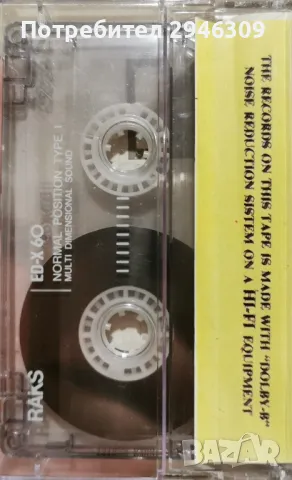 Потребител 2946309
RAKS
ED-X 60
NORMAL POSITION TYPE I
MULTI DIMENSIONAL SOUND
THE RECORDS ON THIS TAPE IS MADE WITH "DOLBY-B"
NOISE REDUCTION SISTEM ON A HI-FI EQUIPMENT
BAZAR
bg